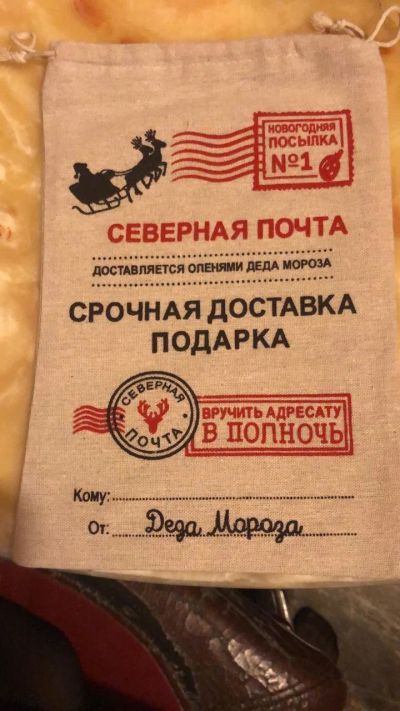 НОВОГОДНЯЯ
ПОСЫЛКА
№1
СЕВЕРНАЯ ПОЧТА
ДОСТАВЛЯЕТСЯ ОЛЕНЯМИ ДЕДА МОРОЗА
СРОЧНАЯ ДОСТАВКА
ПОДАРКА
СЕВЕРНАЯ
ПОЧТА
ВРУЧИТЬ АДРЕСАТУ
В ПОЛНОЧЬ
Кому:
От: Деда Мороза